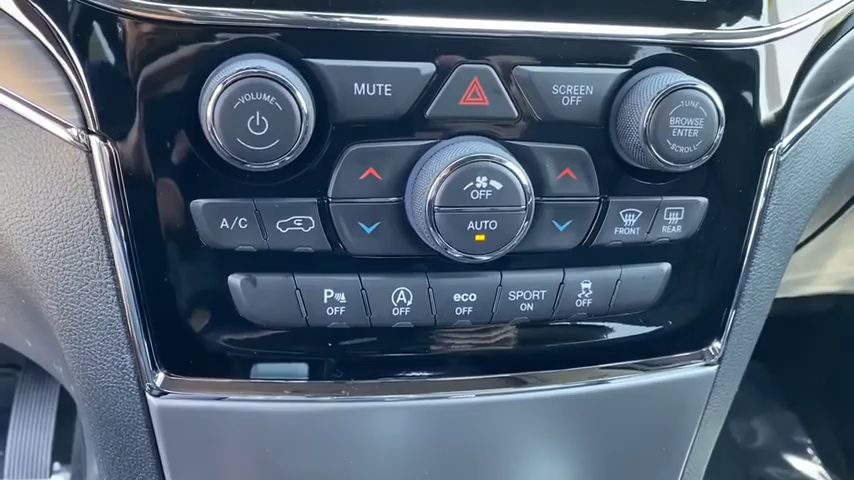 VOLUME
MUTE
SCREEN
OFF
TUNE
BROWSE
ENTER
SCROLL
OFF
AUTO
A/C
FRONT
REAR
P
OFF
A
OFF
eco
OFF
SPORT
ON
OFF